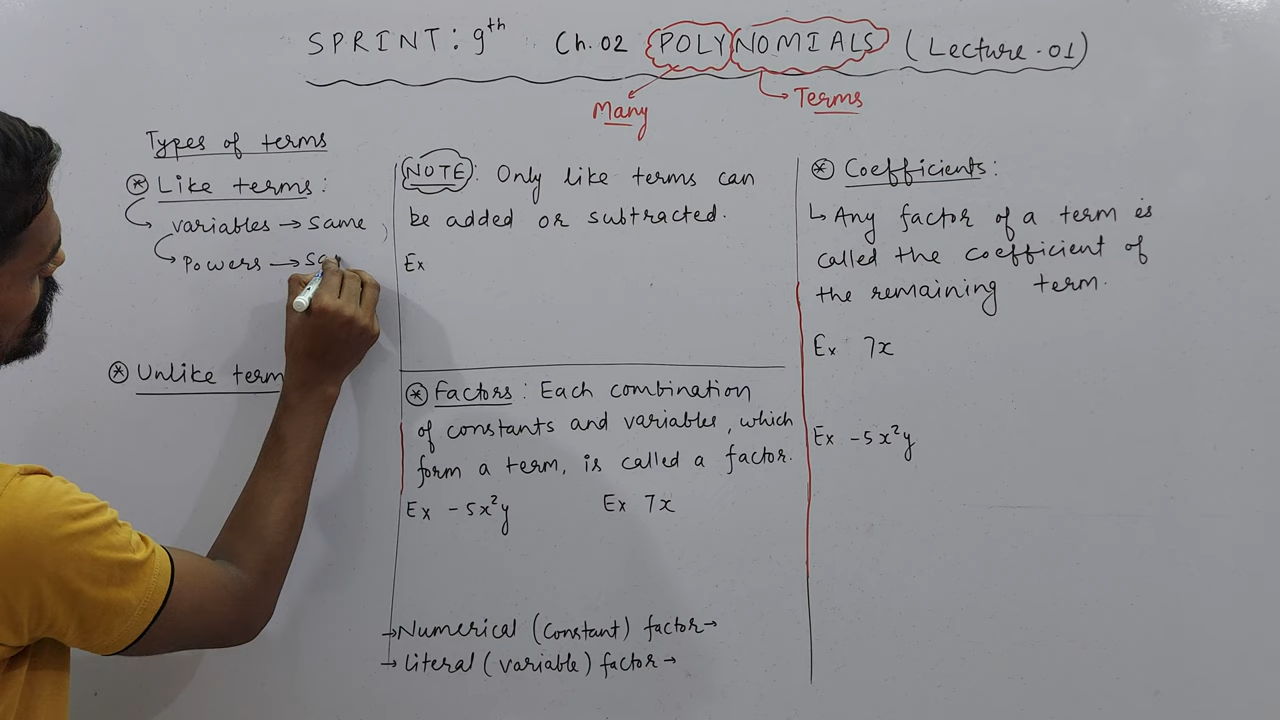 SPRINT: 9th Ch.02 POLYNOMIALS (Lecture-01)
Many
Terms
Types of terms
* Like terms:
variables → same
Powers →
* Unlike term
NOTE: Only like terms can
be added or subtracted.
Ex
* Factors: Each combination
of constants and variables, which
form a term, is called a factor.
Ex -5x²y Ex 7x
→ Numerical (constant) factor →
→ Literal (variable) factor →
* Coefficients:
↳ Any factor of a term is
called the coefficient of
the remaining term.
Ex 7x
Ex -5x²y